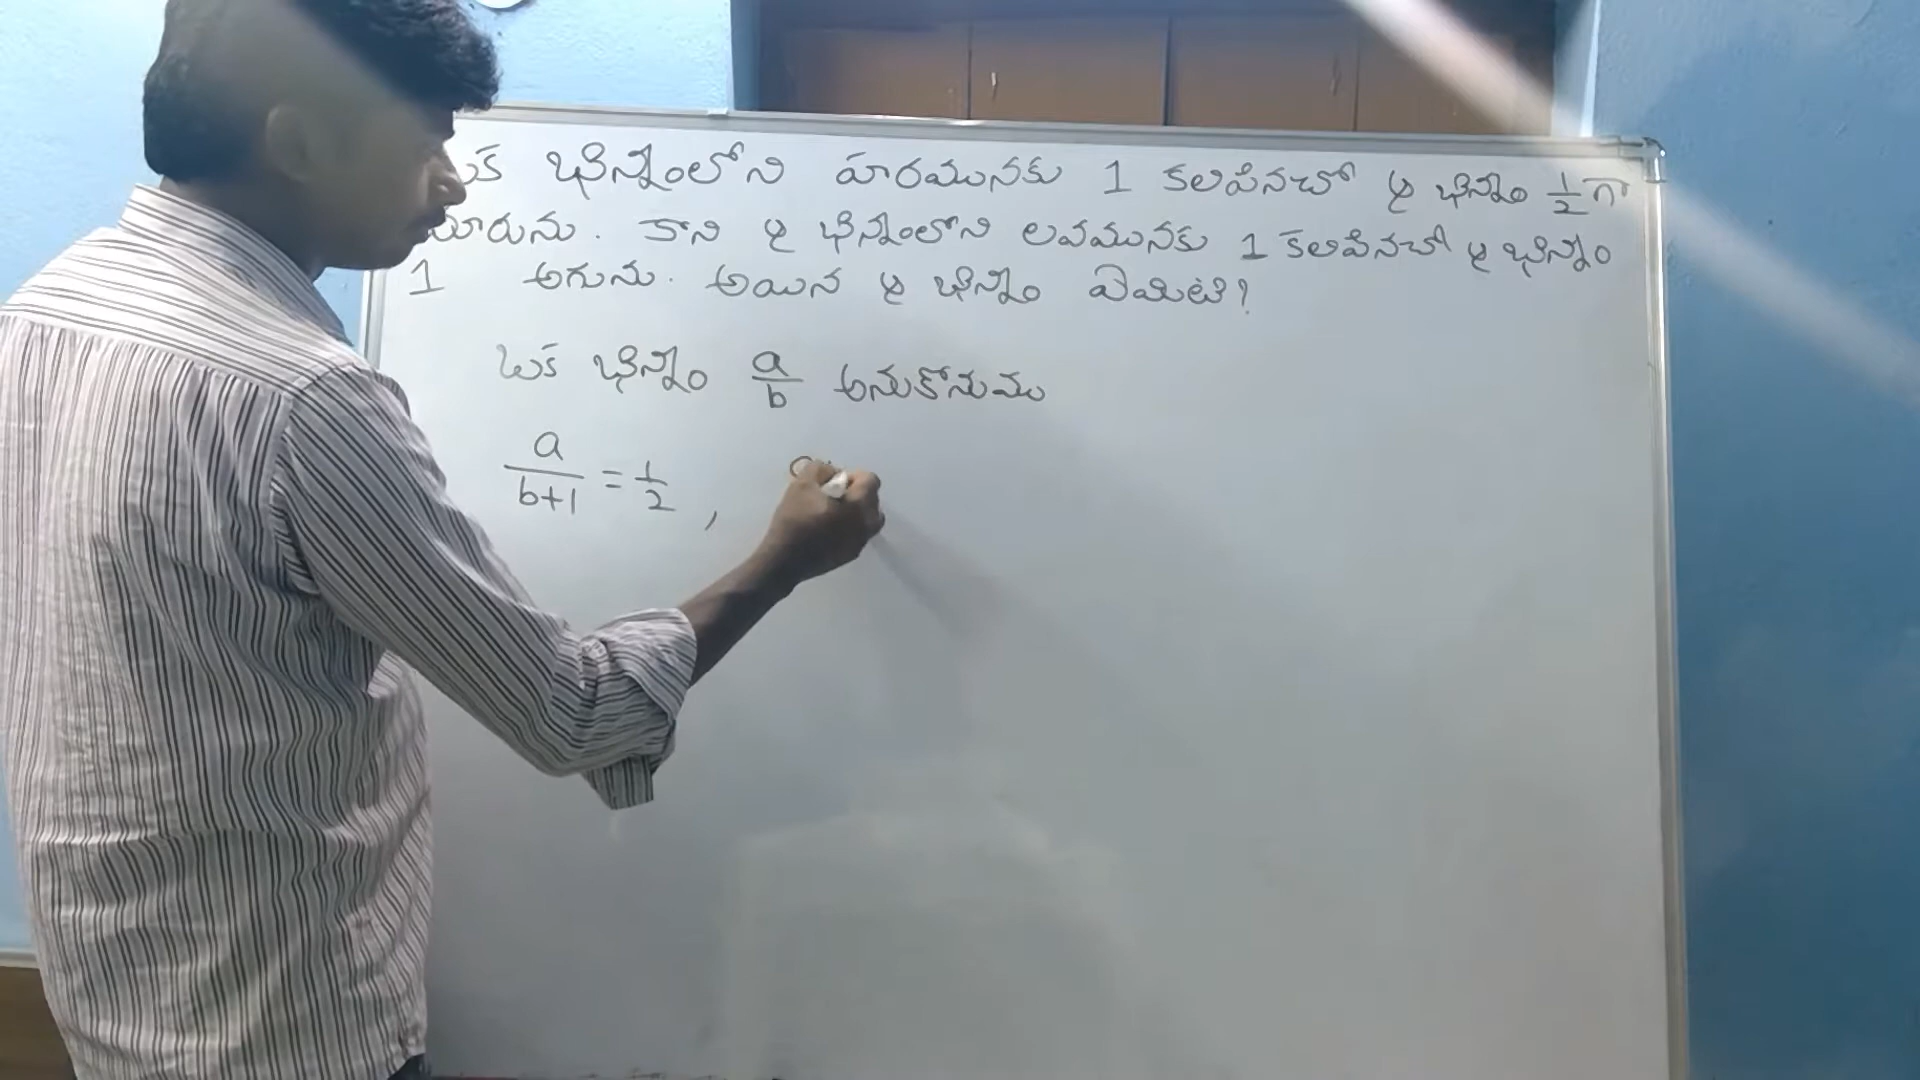 ఒక భిన్నంలోని హారమునకు 1 కలిపినచో ఆ భిన్నం 1/2 గా
మారును. కాని ఆ భిన్నంలోని లవమునకు 1 కలిపినచో ఆ భిన్నం
1 అగును. అయిన ఆ భిన్నం ఏమిటి?
ఒక భిన్నం a/b అనుకొనుము
a/(b+1) = 1/2 ,